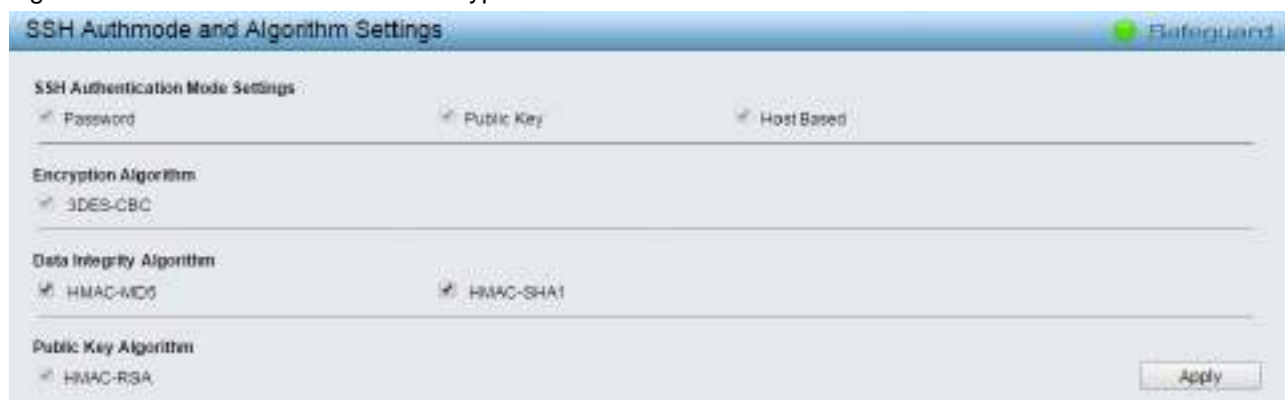 SSH Authmode and Algorithm Settings Safeguard
SSH Authentication Mode Settings
Password Public Key Host Based
Encryption Algorithm
3DES-CBC
Data Integrity Algorithm
HMAC-MD5 HMAC-SHA1
Public Key Algorithm
HMAC-RSA Apply